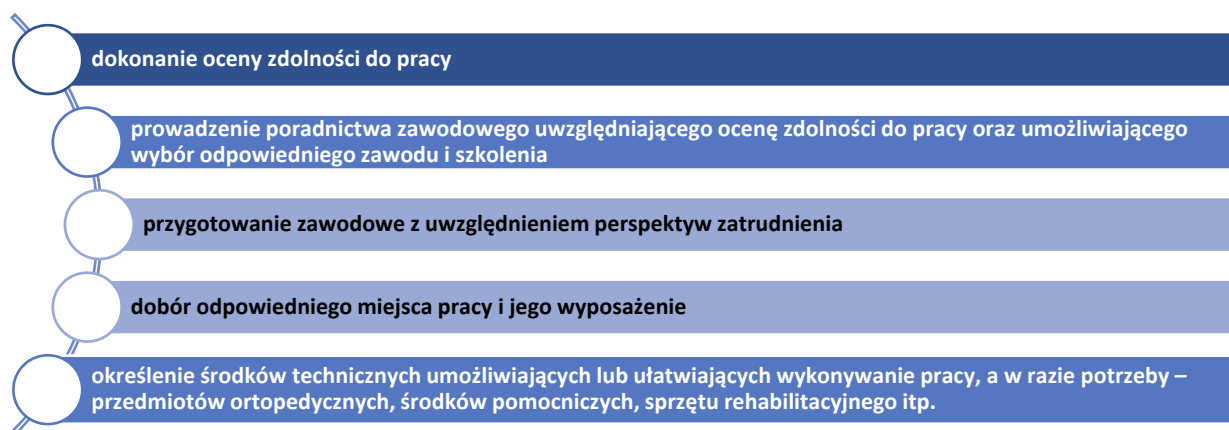 dokonanie oceny zdolności do pracy
prowadzenie poradnictwa zawodowego uwzględniającego ocenę zdolności do pracy oraz umożliwiającego
wybór odpowiedniego zawodu i szkolenia
przygotowanie zawodowe z uwzględnieniem perspektyw zatrudnienia
dobór odpowiedniego miejsca pracy i jego wyposażenie
określenie środków technicznych umożliwiających lub ułatwiających wykonywanie pracy, a w razie potrzeby –
przedmiotów ortopedycznych, środków pomocniczych, sprzętu rehabilitacyjnego itp.